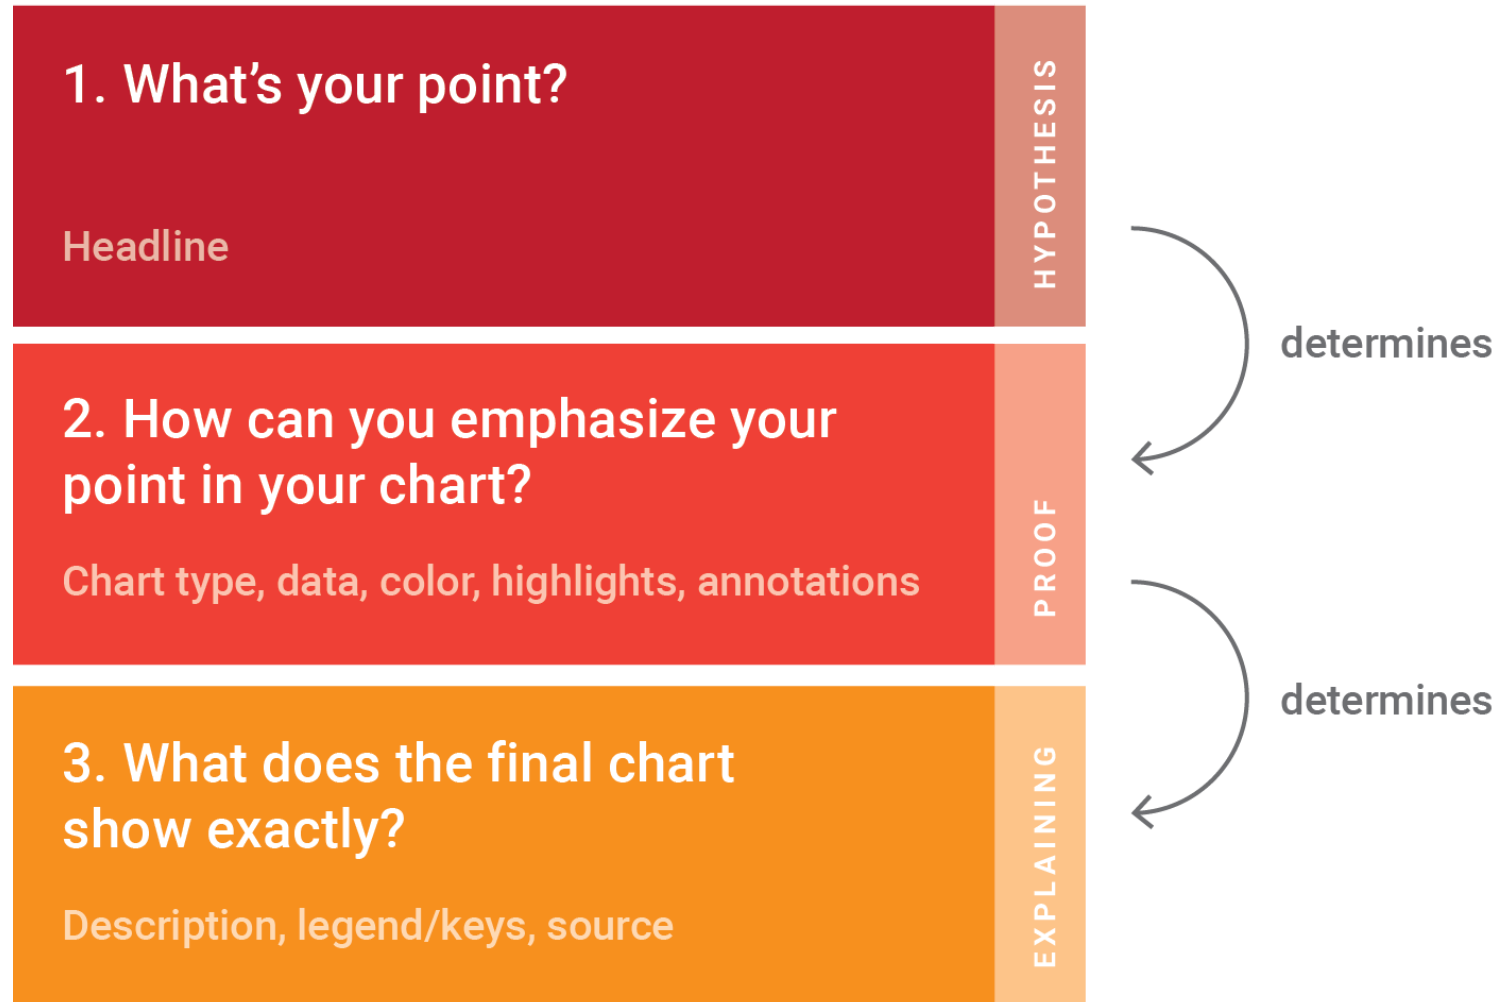 1. What’s your point?
Headline
HYPOTHESIS
determines
2. How can you emphasize your
point in your chart?
Chart type, data, color, highlights, annotations
PROOF
determines
3. What does the final chart
show exactly?
Description, legend/keys, source
EXPLAINING